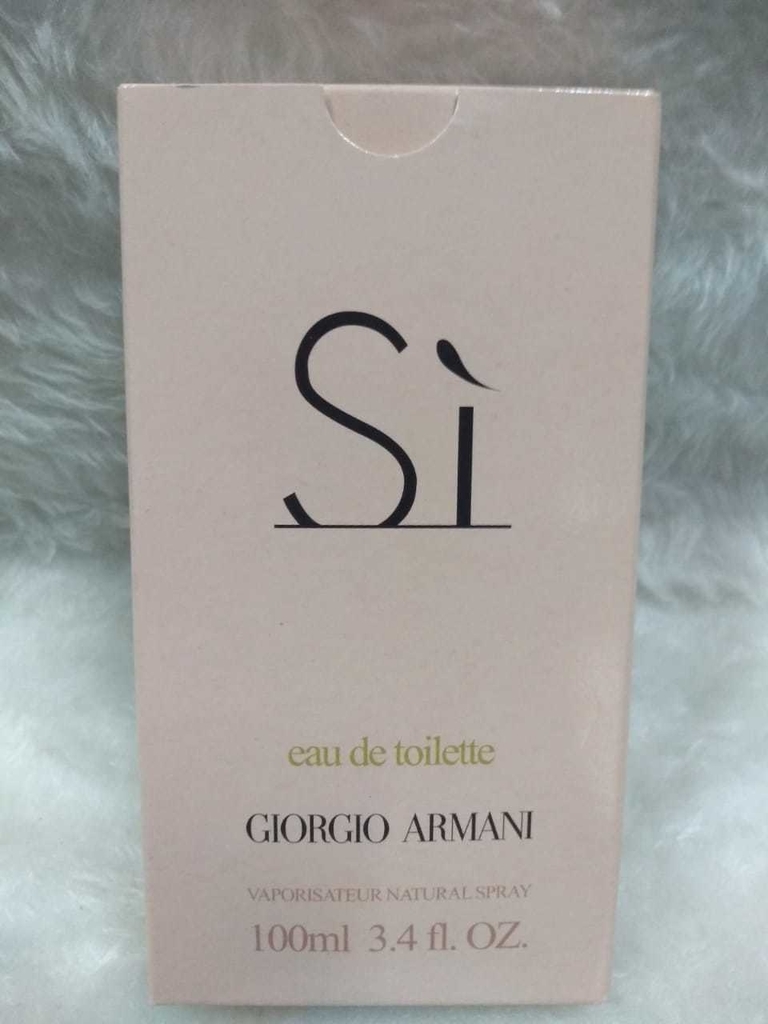 Sì
eau de toilette
GIORGIO ARMANI
VAPORISATEUR NATURAL SPRAY
100ml 3.4 fl. OZ.